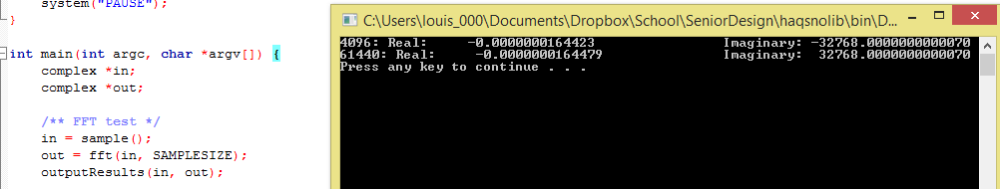 system("PAUSE");
}
int main(int argc, char *argv[]) {
complex *in;
complex *out;
/** FFT test */
in = sample();
out = fft(in, SAMPLESIZE);
outputResults(in, out);
C:\Users\louis_000\Documents\Dropbox\School\SeniorDesign\haqsnolib\bin\D...
4096: Real: -0.0000000164423 Imaginary: -32768.0000000000070
61440: Real: -0.0000000164479 Imaginary: 32768.0000000000070
Press any key to continue . . .